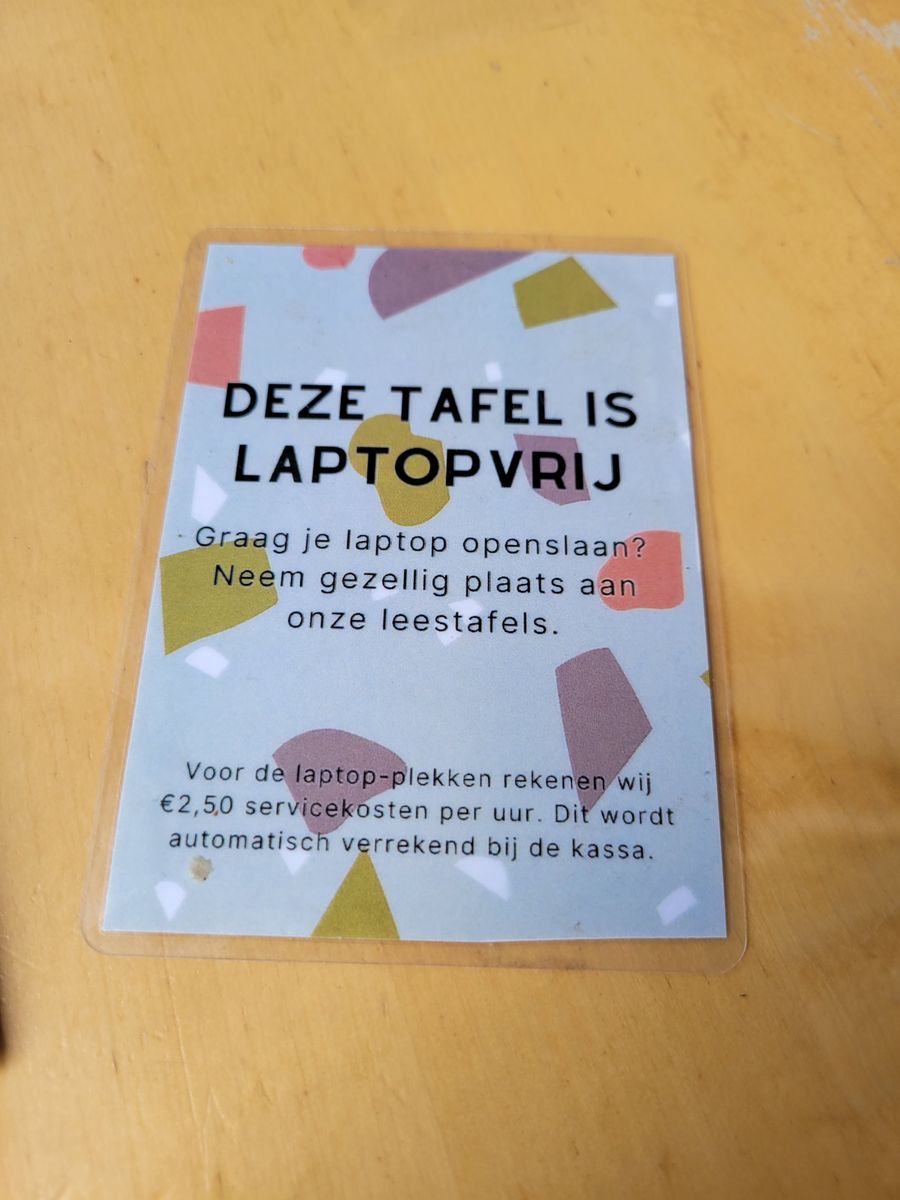 DEZE TAFEL IS
LAPTOPVRIJ
Graag je laptop openslaan?
Neem gezellig plaats aan
onze leestafels.
Voor de laptop-plekken rekenen wij
€2,50 servicekosten per uur. Dit wordt
automatisch verrekend bij de kassa.